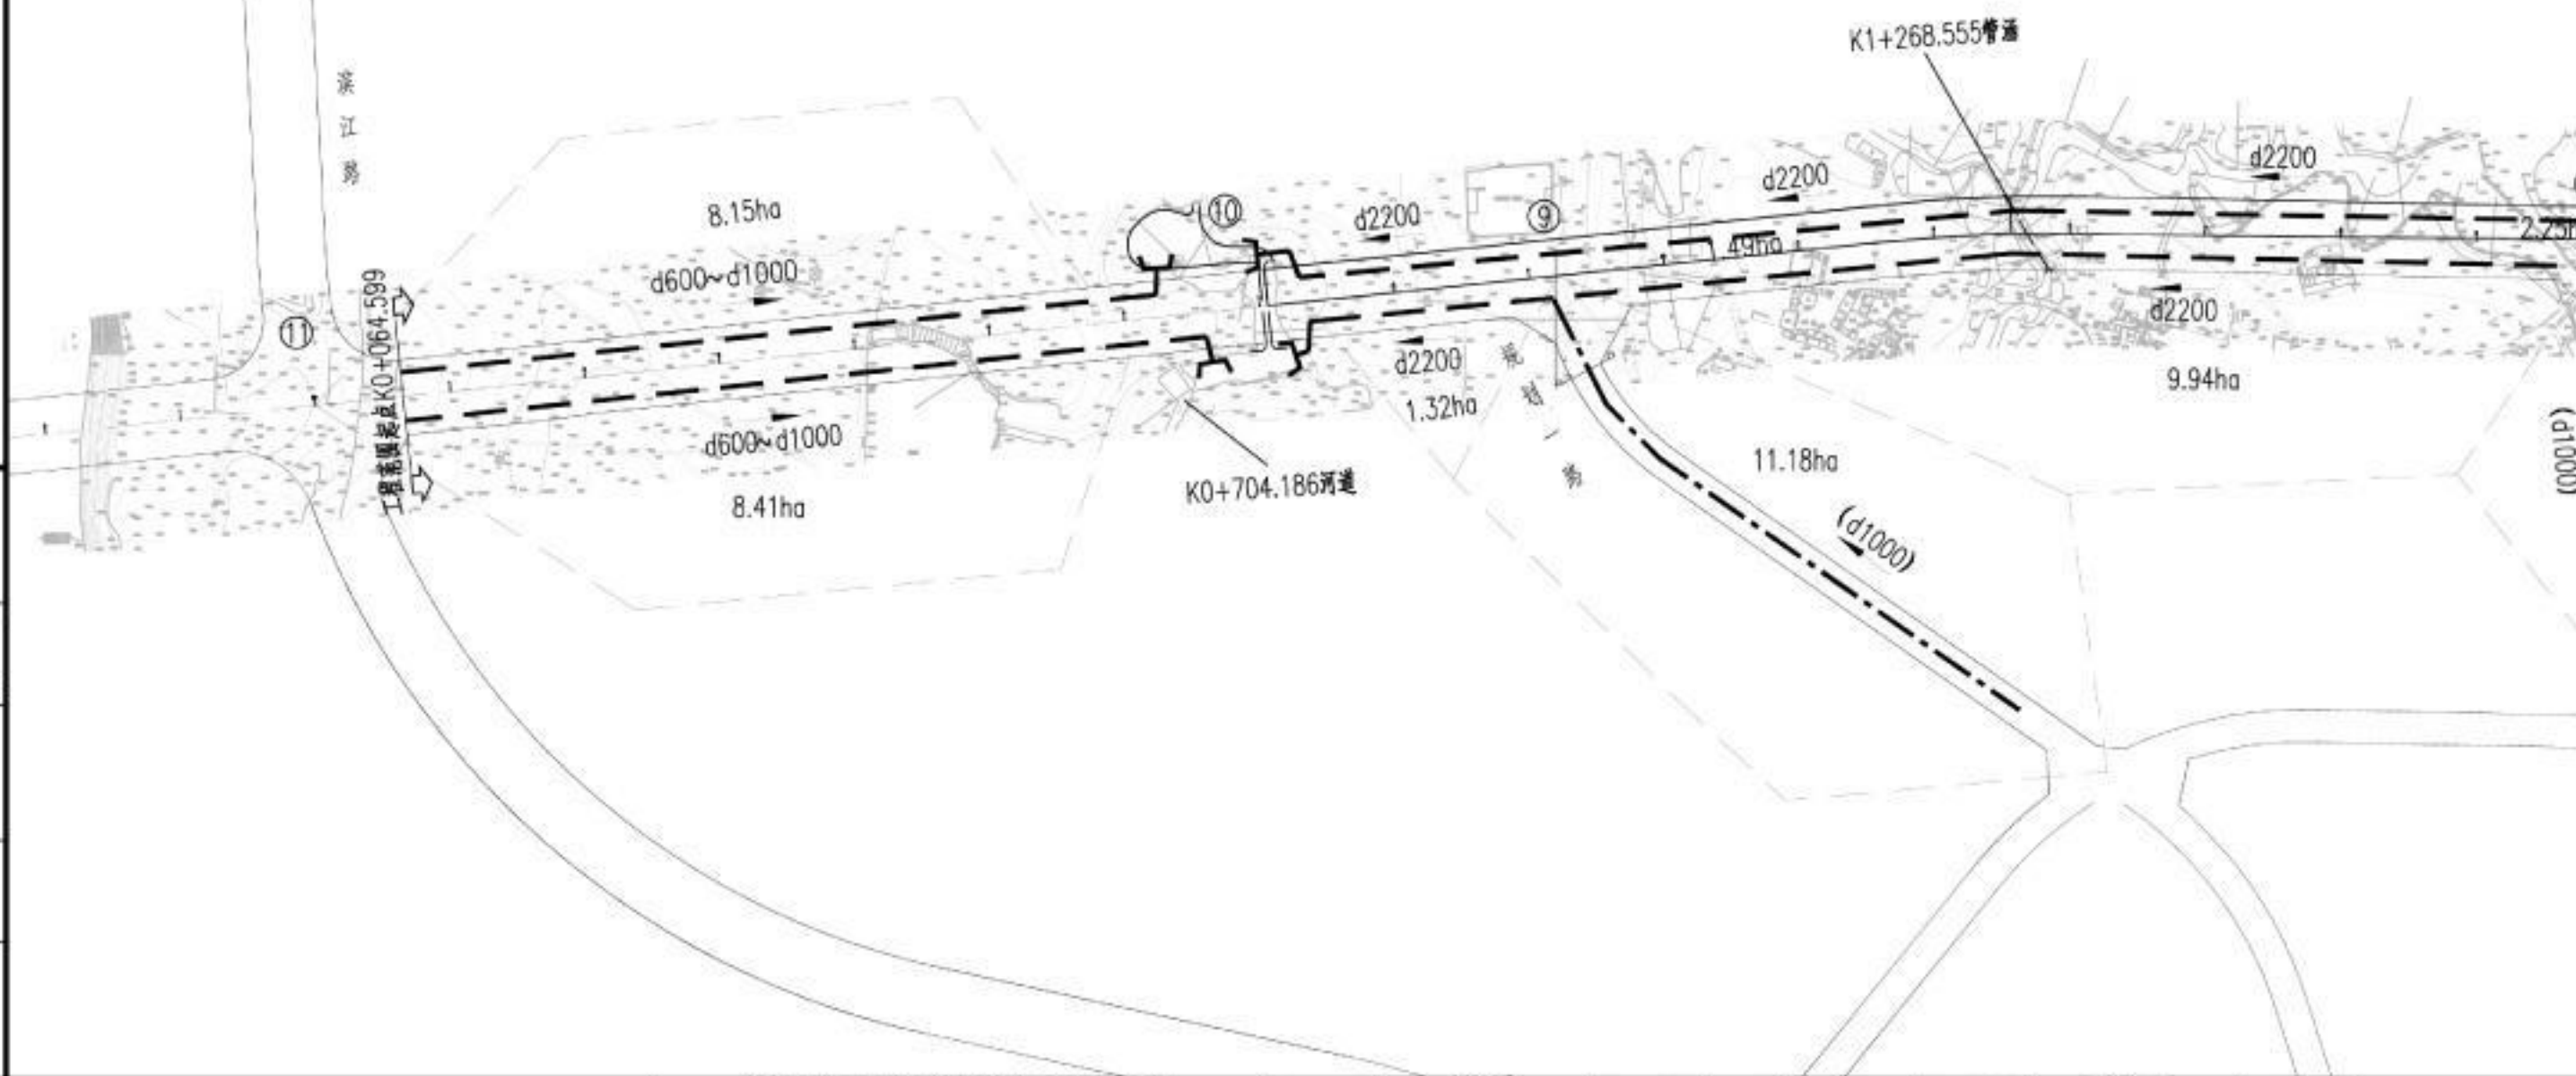 K1+268.555管涵
滨江路
d2200
d2200
8.15ha
⑩
d2200
⑨
d600~d1000
49ha
2.25
工程范围起点K0+064.599
⑪
d2200
d2200
规划一路
9.94ha
1.32ha
(d1000)
d600~d1000
11.18ha
K0+704.186河道
8.41ha
(d1000)